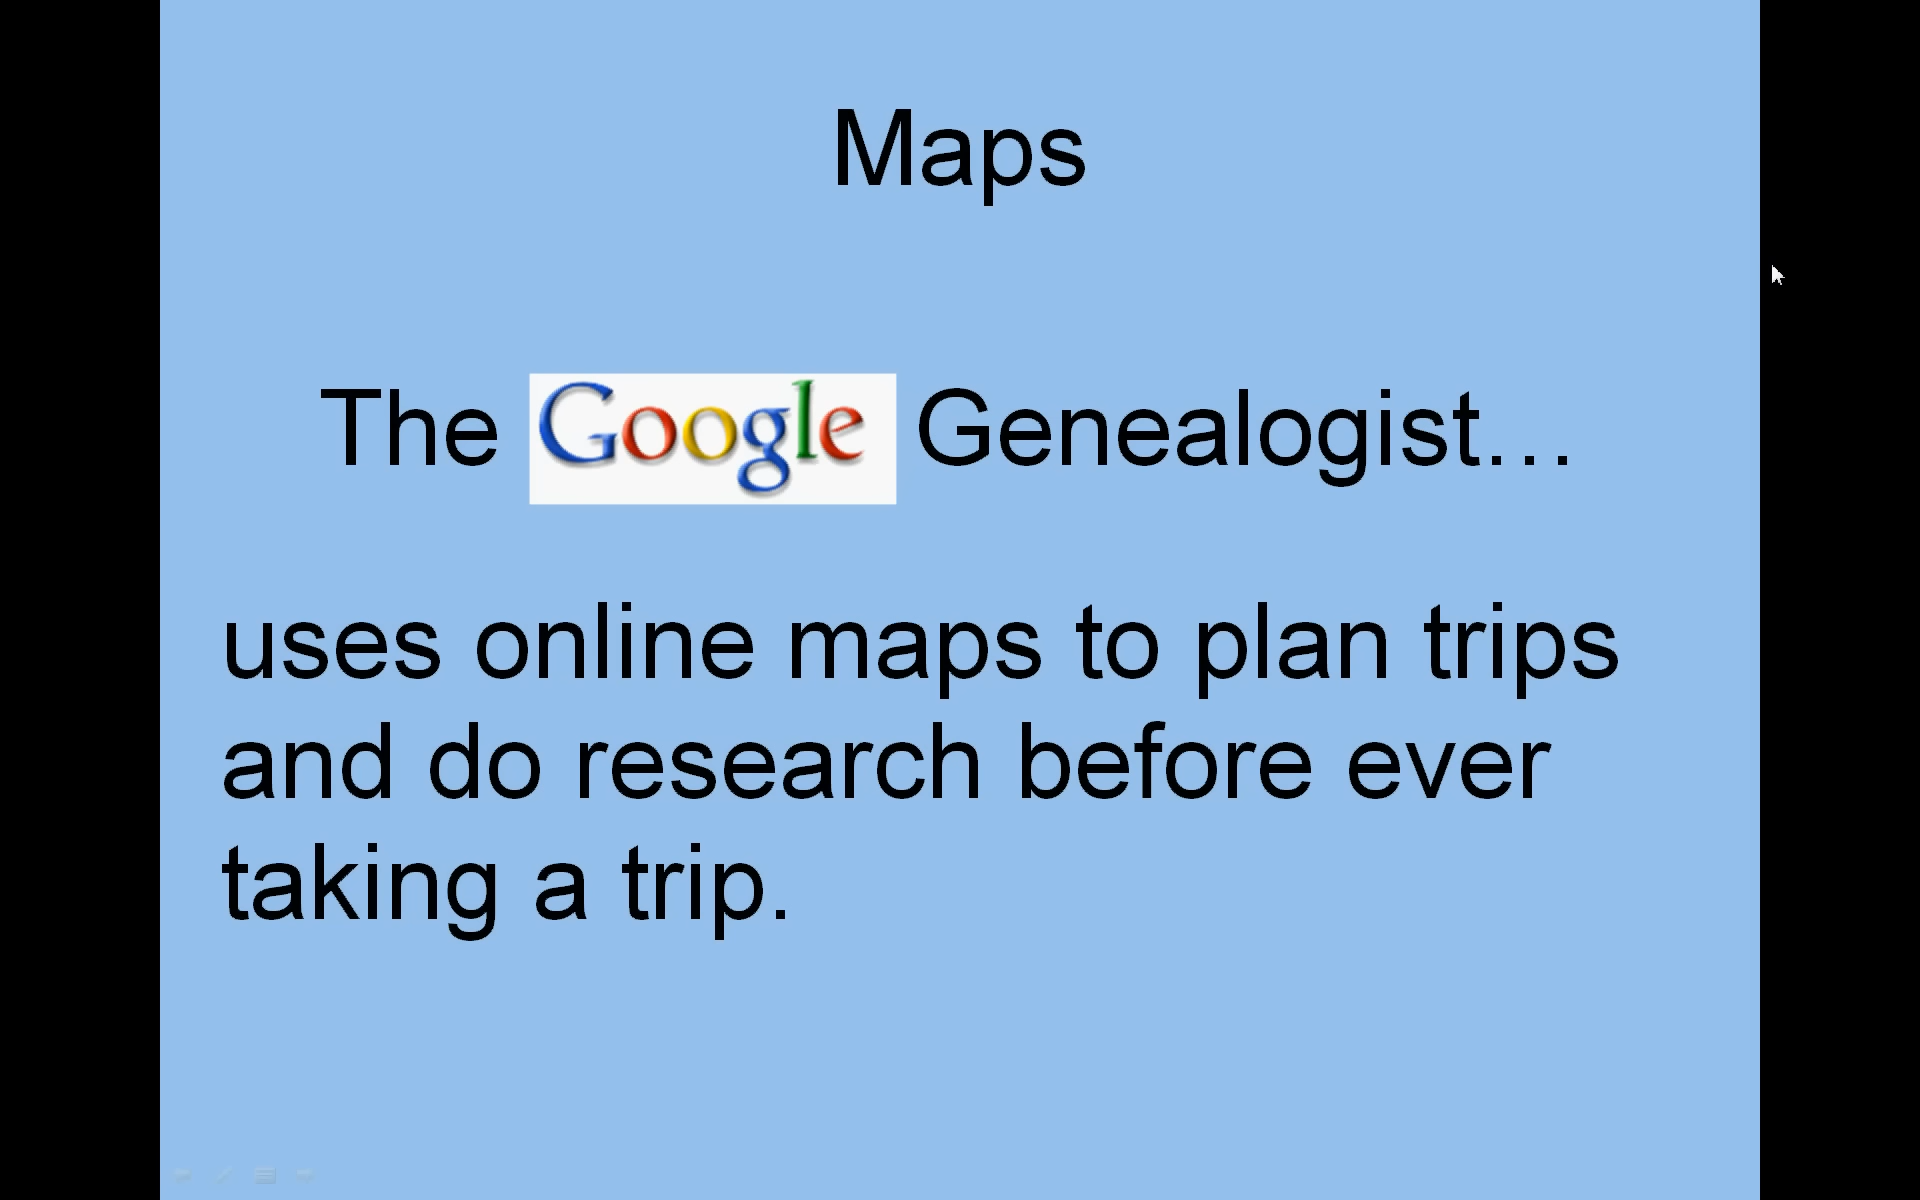 Maps
The Google Genealogist…
uses online maps to plan trips
and do research before ever
taking a trip.